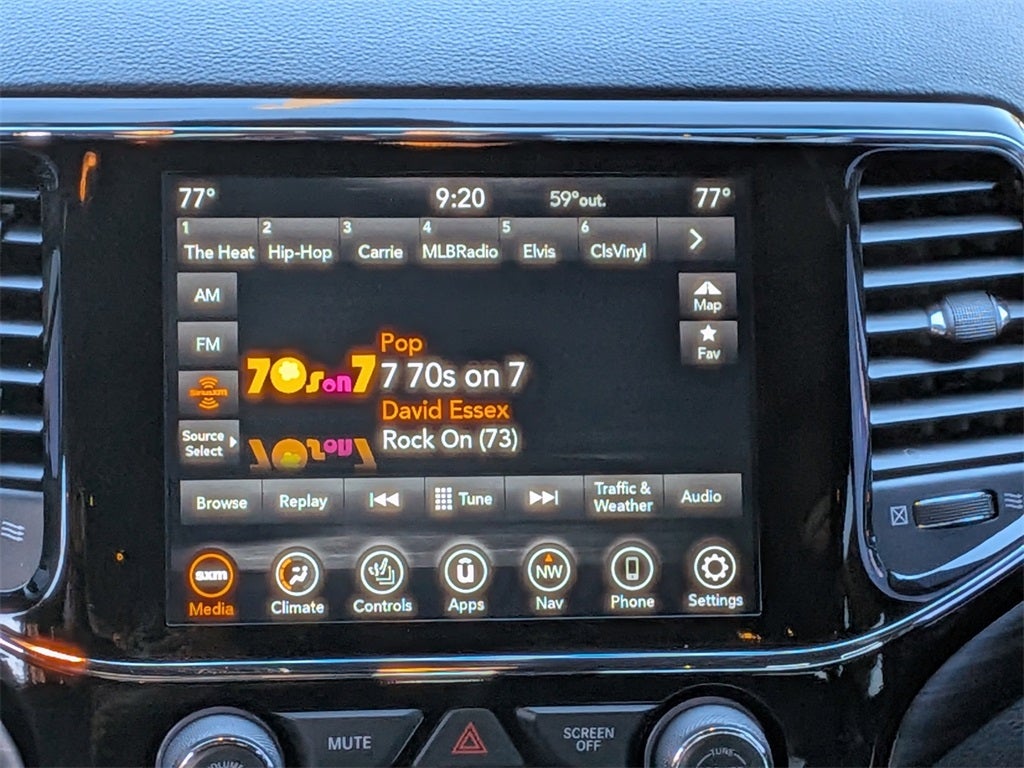 77° 9:20 59°out. 77°
1 2 3 4 5 6
The Heat Hip-Hop Carrie MLBRadio Elvis ClsVinyl
AM
Map
FM
Fav
SiriusXM
Source
Select
70s on 7
Pop
7 70s on 7
David Essex
Rock On (73)
Browse Replay Tune Traffic &
Weather Audio
sxm NW
Media Climate Controls Apps Nav Phone Settings
MUTE SCREEN
OFF
VOLUME TUNE